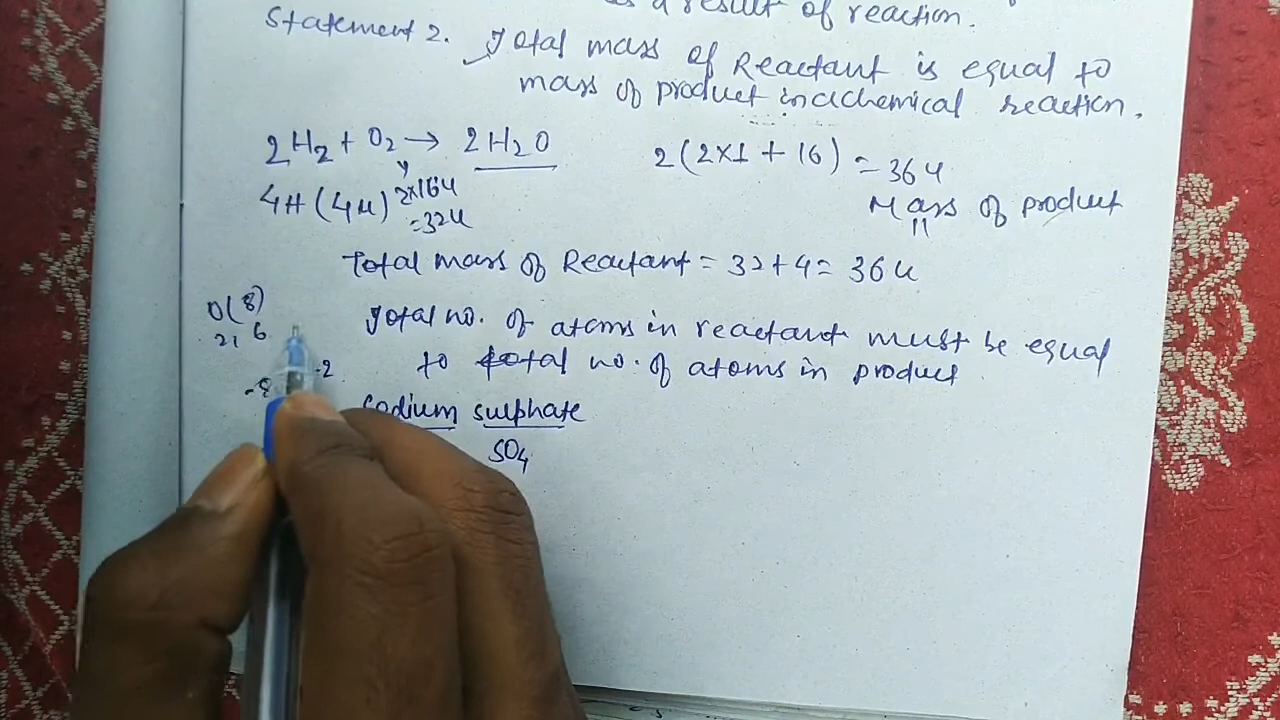 as a result of reaction.
Statement 2. Total mass of Reactant is equal to
mass of product in a chemical reaction.
2H₂ + O₂ → 2H₂O 2(2×1 + 16) = 36u
4H (4u) 2×16u Mass of product
=32u 11
Total mass of Reactant = 32+4 = 36u
O(8) Total no. of atoms in reactant must be equal
2, 6 to total no. of atoms in product
-2
-8 Sodium sulphate
SO₄